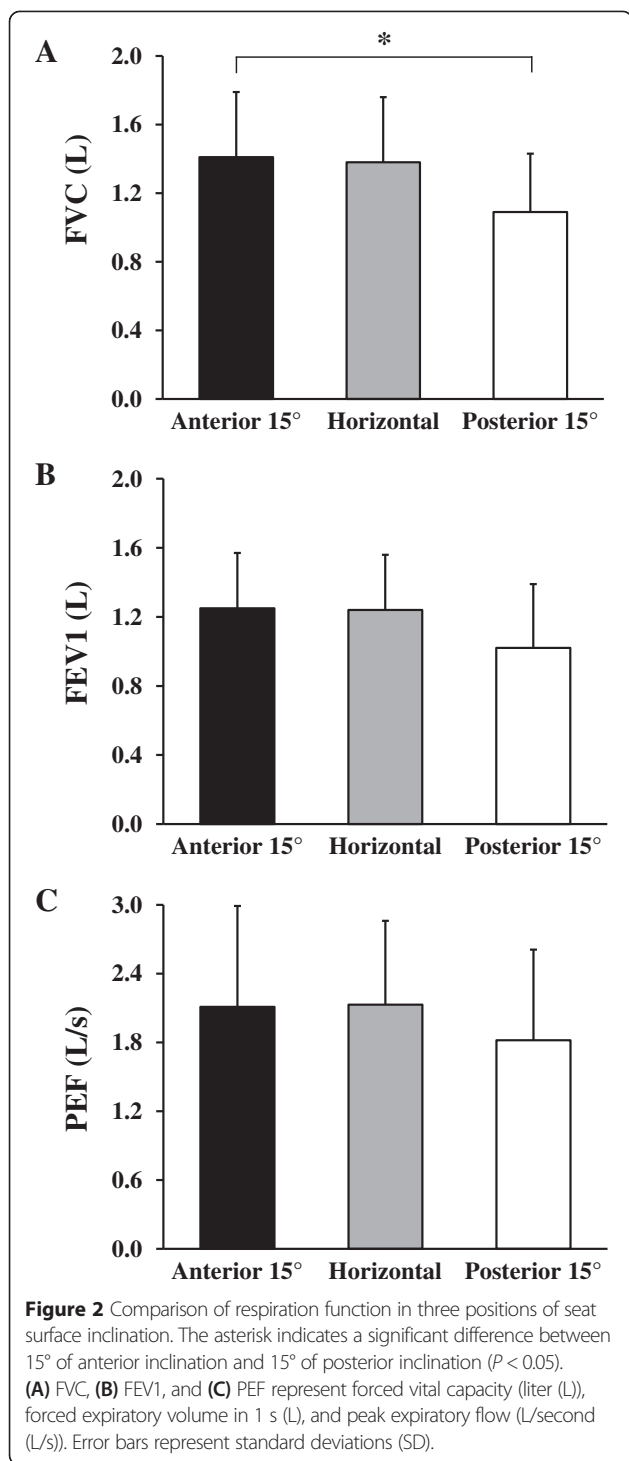 A
*
2.0
1.6
1.2
0.8
0.4
0.0
FVC (L)
Anterior 15° Horizontal Posterior 15°
B
2.0
1.6
1.2
0.8
0.4
0.0
FEV1 (L)
Anterior 15° Horizontal Posterior 15°
C
3.0
2.4
1.8
1.2
0.6
0.0
PEF (L/s)
Anterior 15° Horizontal Posterior 15°
Figure 2 Comparison of respiration function in three positions of seat
surface inclination. The asterisk indicates a significant difference between
15° of anterior inclination and 15° of posterior inclination (P < 0.05).
(A) FVC, (B) FEV1, and (C) PEF represent forced vital capacity (liter (L)),
forced expiratory volume in 1 s (L), and peak expiratory flow (L/second
(L/s)). Error bars represent standard deviations (SD).